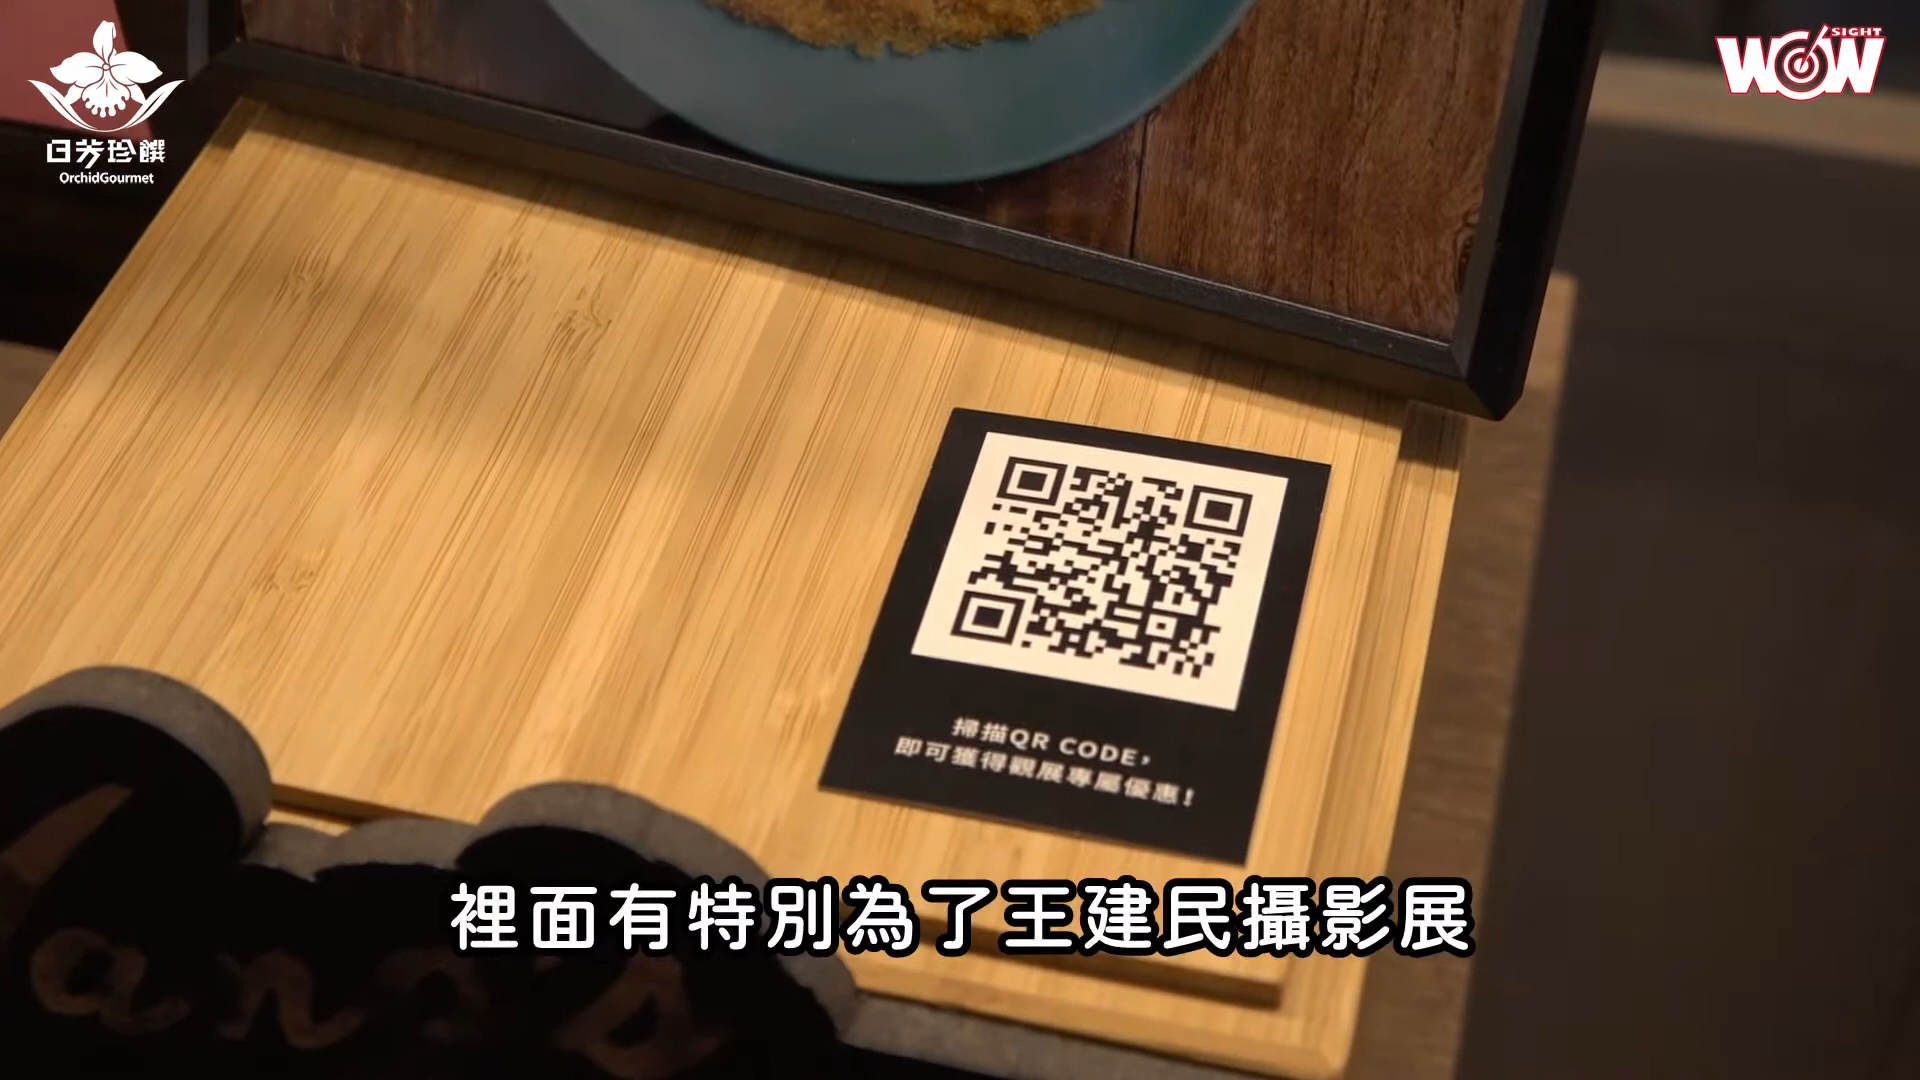 日芳珍饌
OrchidGourmet
SIGHT
WOW
掃描QR CODE,
即可獲得觀展專屬優惠!
裡面有特別為了王建民攝影展